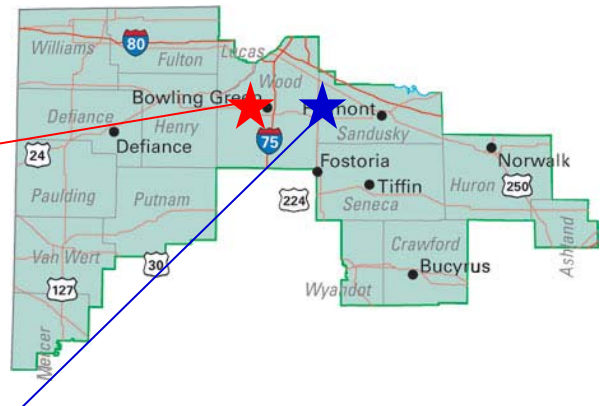 80
Williams
Lucas
Fulton
Wood
Bowling Green
Defiance
Henry
Fremont
Sandusky
75
24
Defiance
Fostoria
Norwalk
Paulding
Putnam
224
Tiffin
Huron
250
Seneca
Van Wert
30
Crawford
Ashland
127
Wyandot
Bucyrus
Mercer